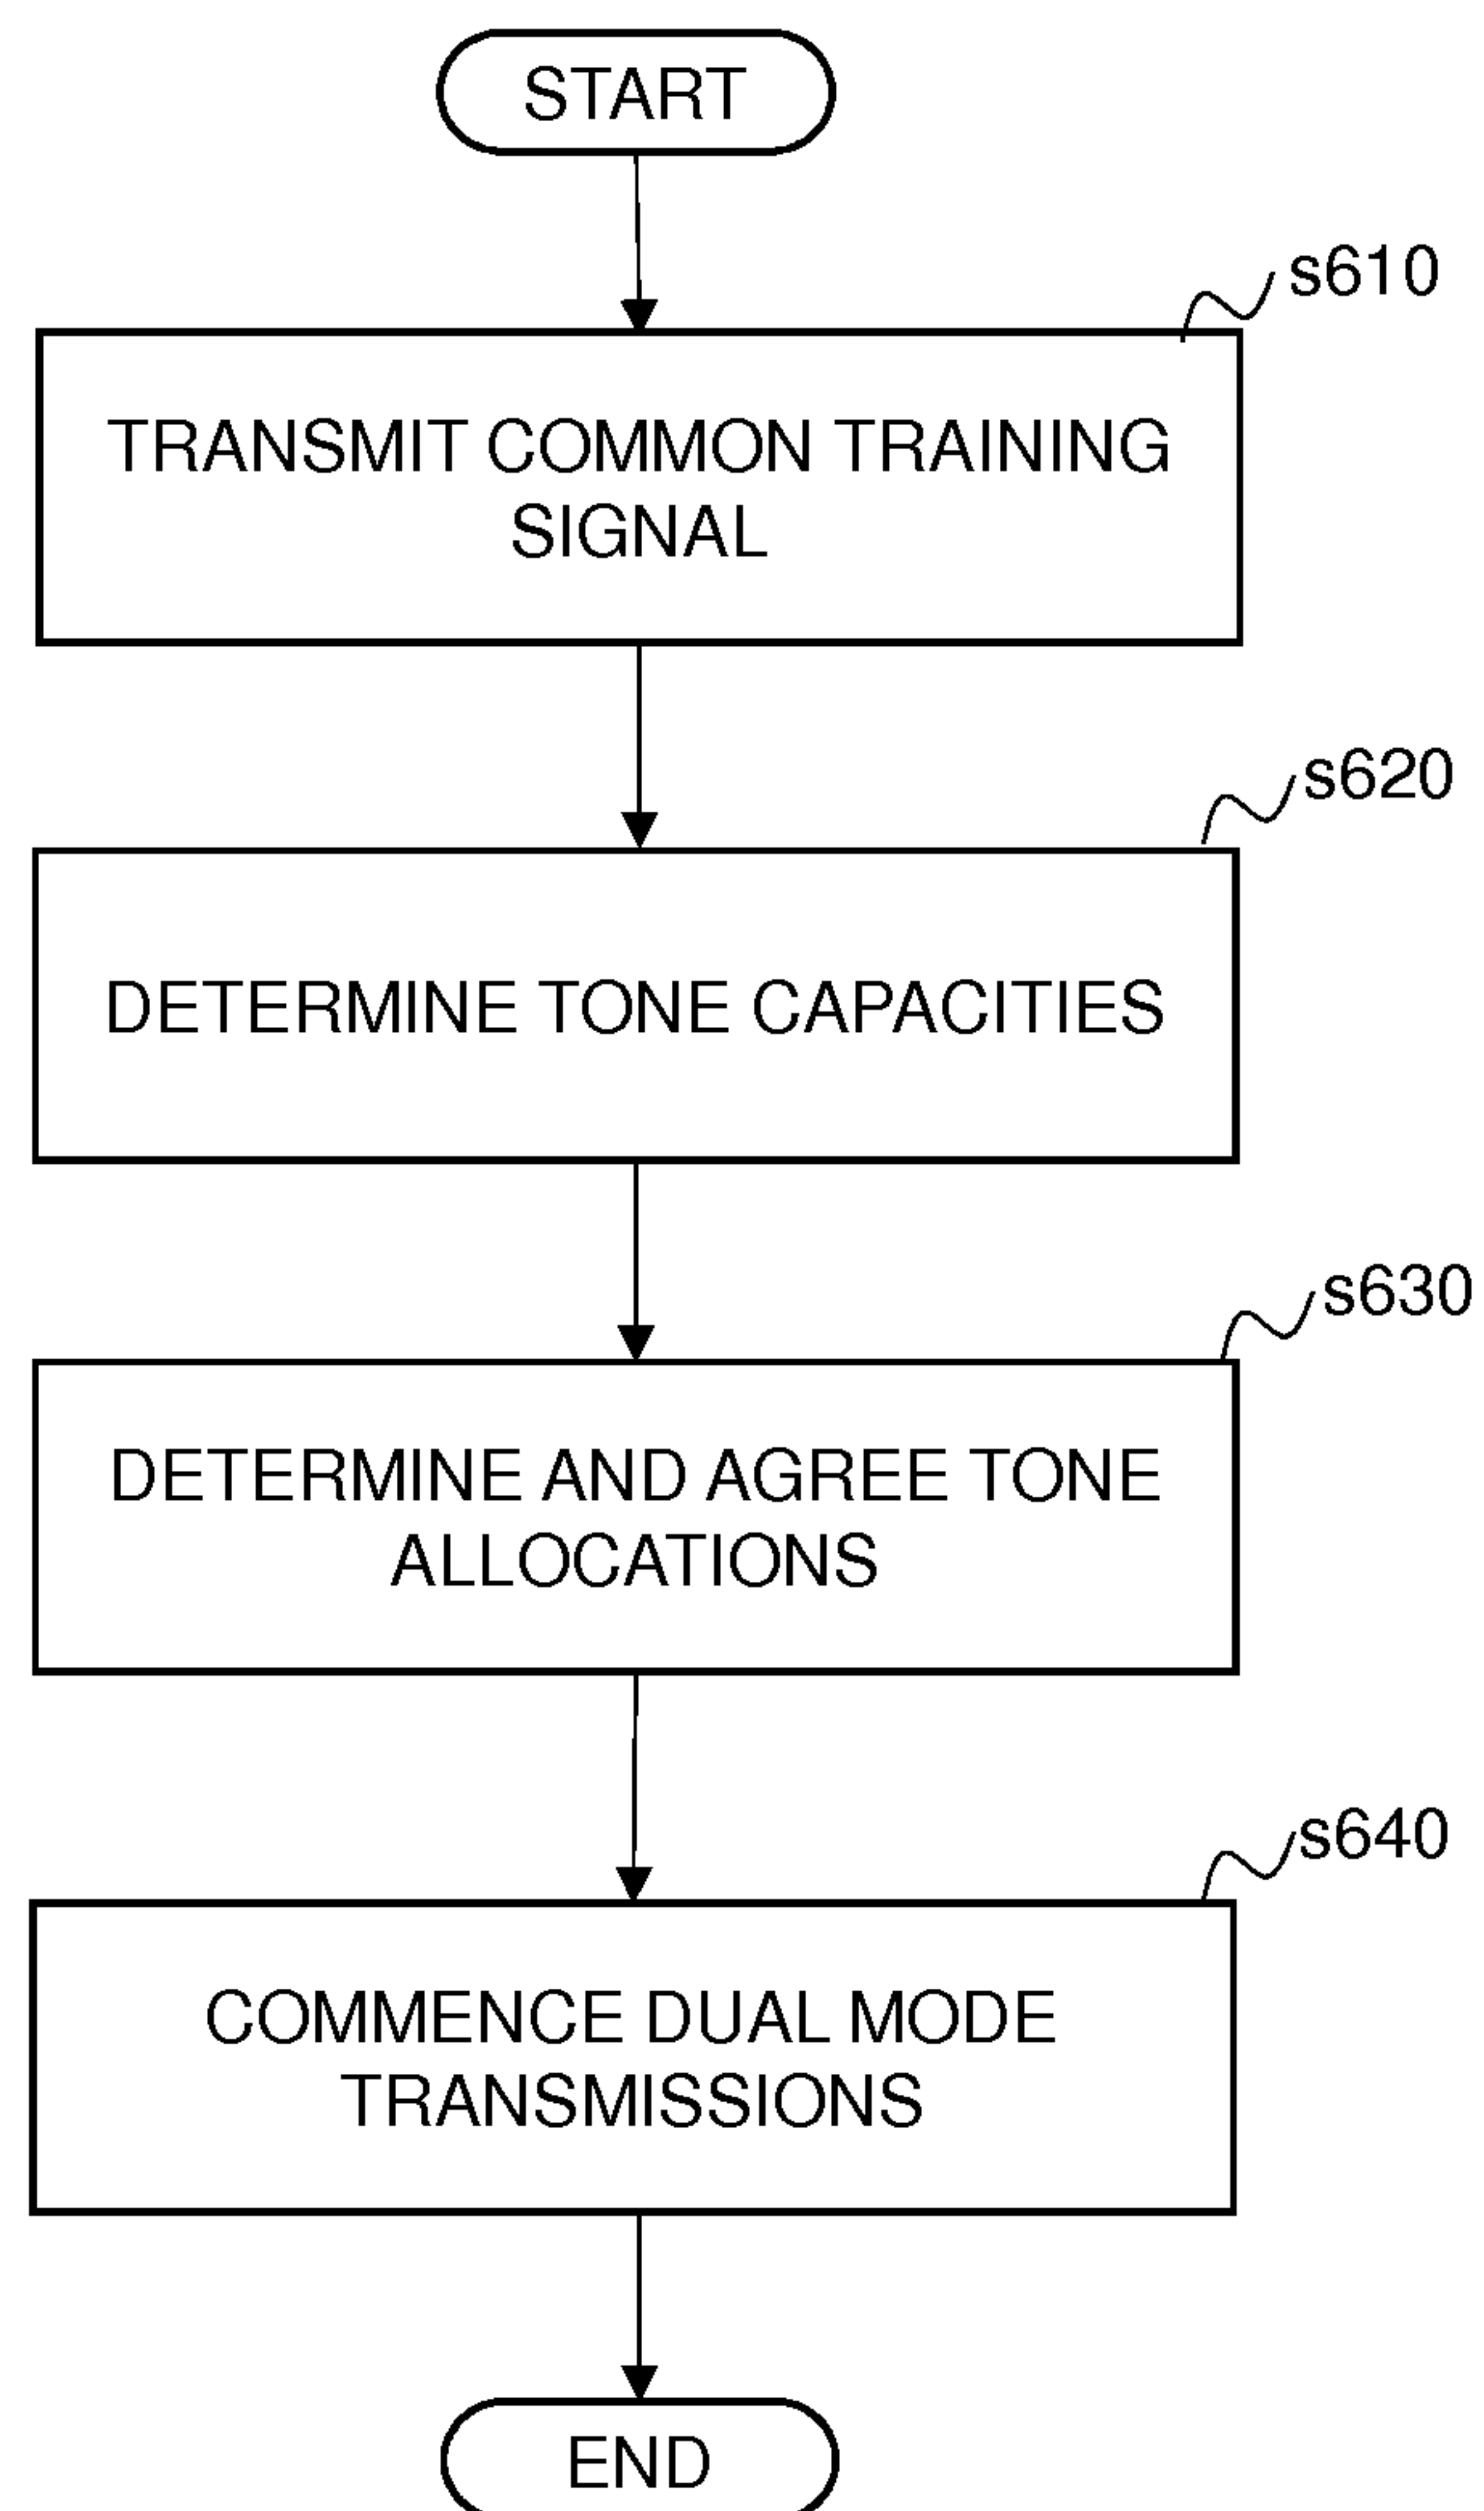 START
s610
TRANSMIT COMMON TRAINING
SIGNAL
s620
DETERMINE TONE CAPACITIES
s630
DETERMINE AND AGREE TONE
ALLOCATIONS
s640
COMMENCE DUAL MODE
TRANSMISSIONS
END